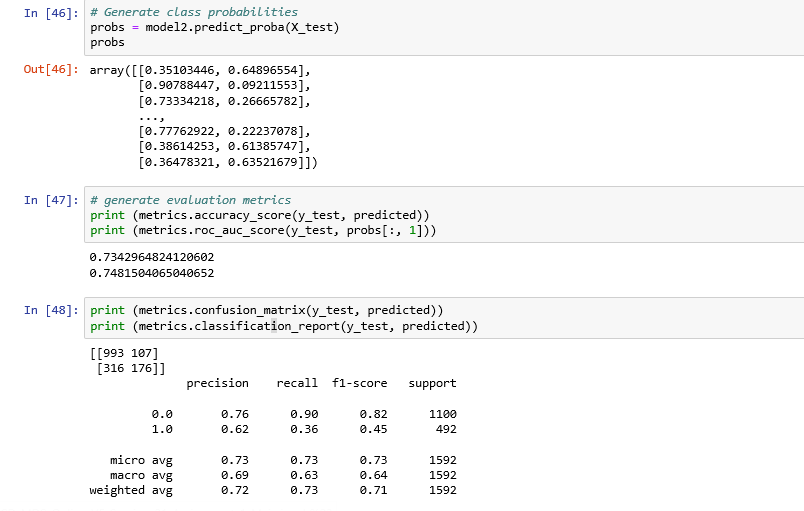 In [46]: # Generate class probabilities
probs = model2.predict_proba(X_test)
probs
Out[46]: array([[0.35103446, 0.64896554],
[0.90788447, 0.09211553],
[0.73334218, 0.26665782],
...,
[0.77762922, 0.22237078],
[0.38614253, 0.61385747],
[0.36478321, 0.63521679]])
In [47]: # generate evaluation metrics
print (metrics.accuracy_score(y_test, predicted))
print (metrics.roc_auc_score(y_test, probs[:, 1]))
0.7342964824120602
0.7481504065040652
In [48]: print (metrics.confusion_matrix(y_test, predicted))
print (metrics.classification_report(y_test, predicted))
[[993 107]
[316 176]]
precision recall f1-score support
0.0 0.76 0.90 0.82 1100
1.0 0.62 0.36 0.45 492
micro avg 0.73 0.73 0.73 1592
macro avg 0.69 0.63 0.64 1592
weighted avg 0.72 0.73 0.71 1592